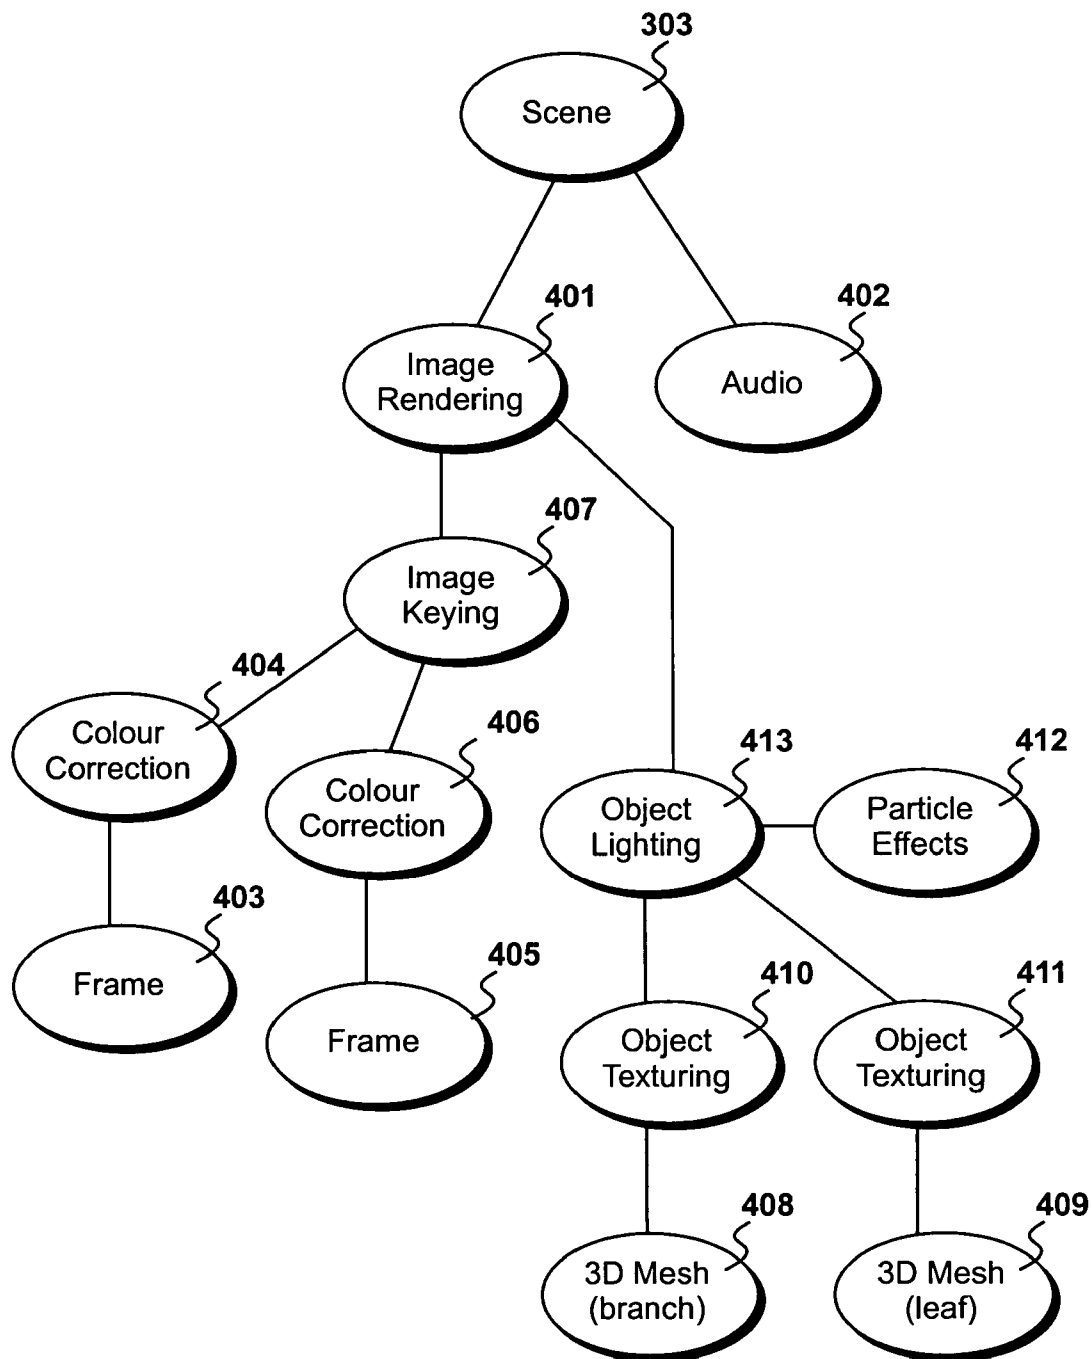 303
Scene
401
Image
Rendering
402
Audio
407
Image
Keying
404
Colour
Correction
406
Colour
Correction
413
Object
Lighting
412
Particle
Effects
403
Frame
405
Frame
410
Object
Texturing
411
Object
Texturing
408
3D Mesh
(branch)
409
3D Mesh
(leaf)